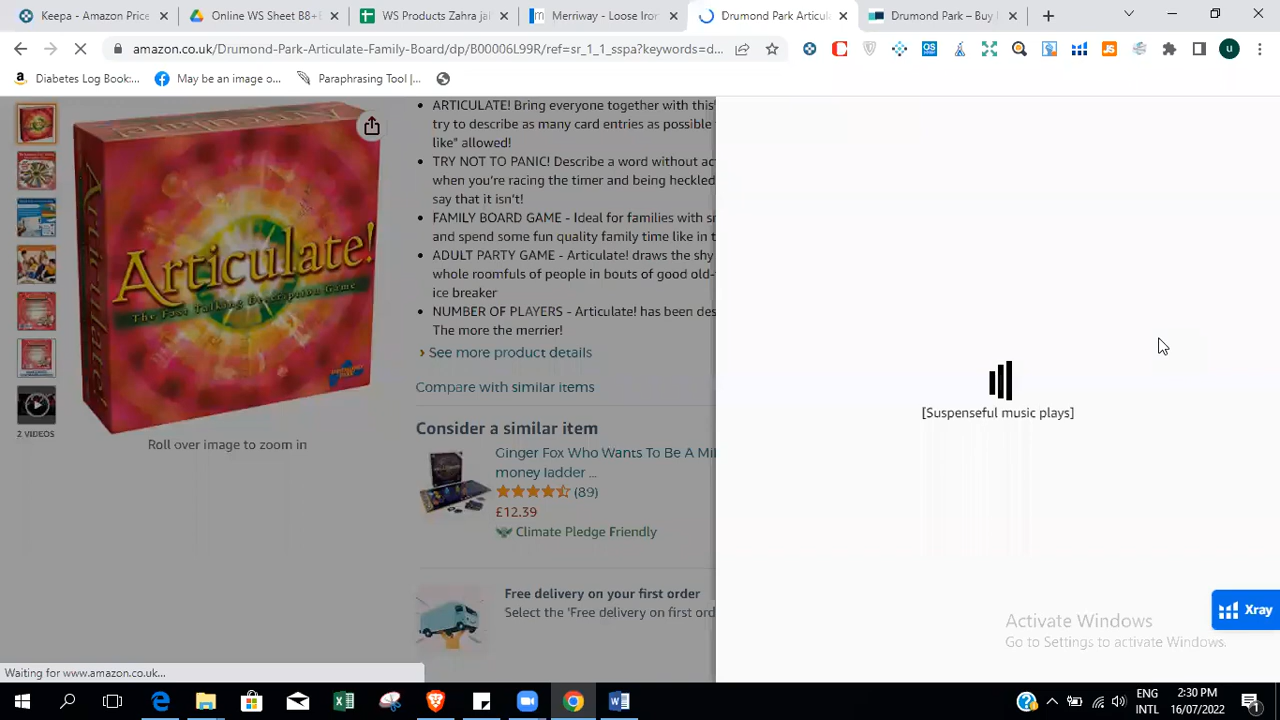 Keepa - Amazon Price
Online WS Sheet B8+E
WS Products Zahra jal
Merriway - Loose Iron
Drumond Park Articula
Drumond Park – Buy I
amazon.co.uk/Drumond-Park-Articulate-Family-Board/dp/B00006L99R/ref=sr_1_1_sspa?keywords=d...
Diabetes Log Book:...
May be an image o...
Paraphrasing Tool |...
ARTICULATE! Bring everyone together with this
try to describe as many card entries as possible
like" allowed!
TRY NOT TO PANIC! Describe a word without ac
when you're racing the timer and being heckled
say that it isn't!
FAMILY BOARD GAME - Ideal for families with sm
and spend some fun quality family time like in t
ADULT PARTY GAME - Articulate! draws the shy
whole roomfuls of people in bouts of good old-
ice breaker
NUMBER OF PLAYERS - Articulate! has been des
The more the merrier!
› See more product details
Compare with similar items
Articulate!
The Fast Talking Description Game
2 VIDEOS
Roll over image to zoom in
Consider a similar item
Ginger Fox Who Wants To Be A Mil
money ladder ...
(89)
£12.39
Climate Pledge Friendly
Free delivery on your first order
Select the 'Free delivery on first ord
[Suspenseful music plays]
Xray
Activate Windows
Go to Settings to activate Windows.
Waiting for www.amazon.co.uk...
ENG
INTL
2:30 PM
16/07/2022